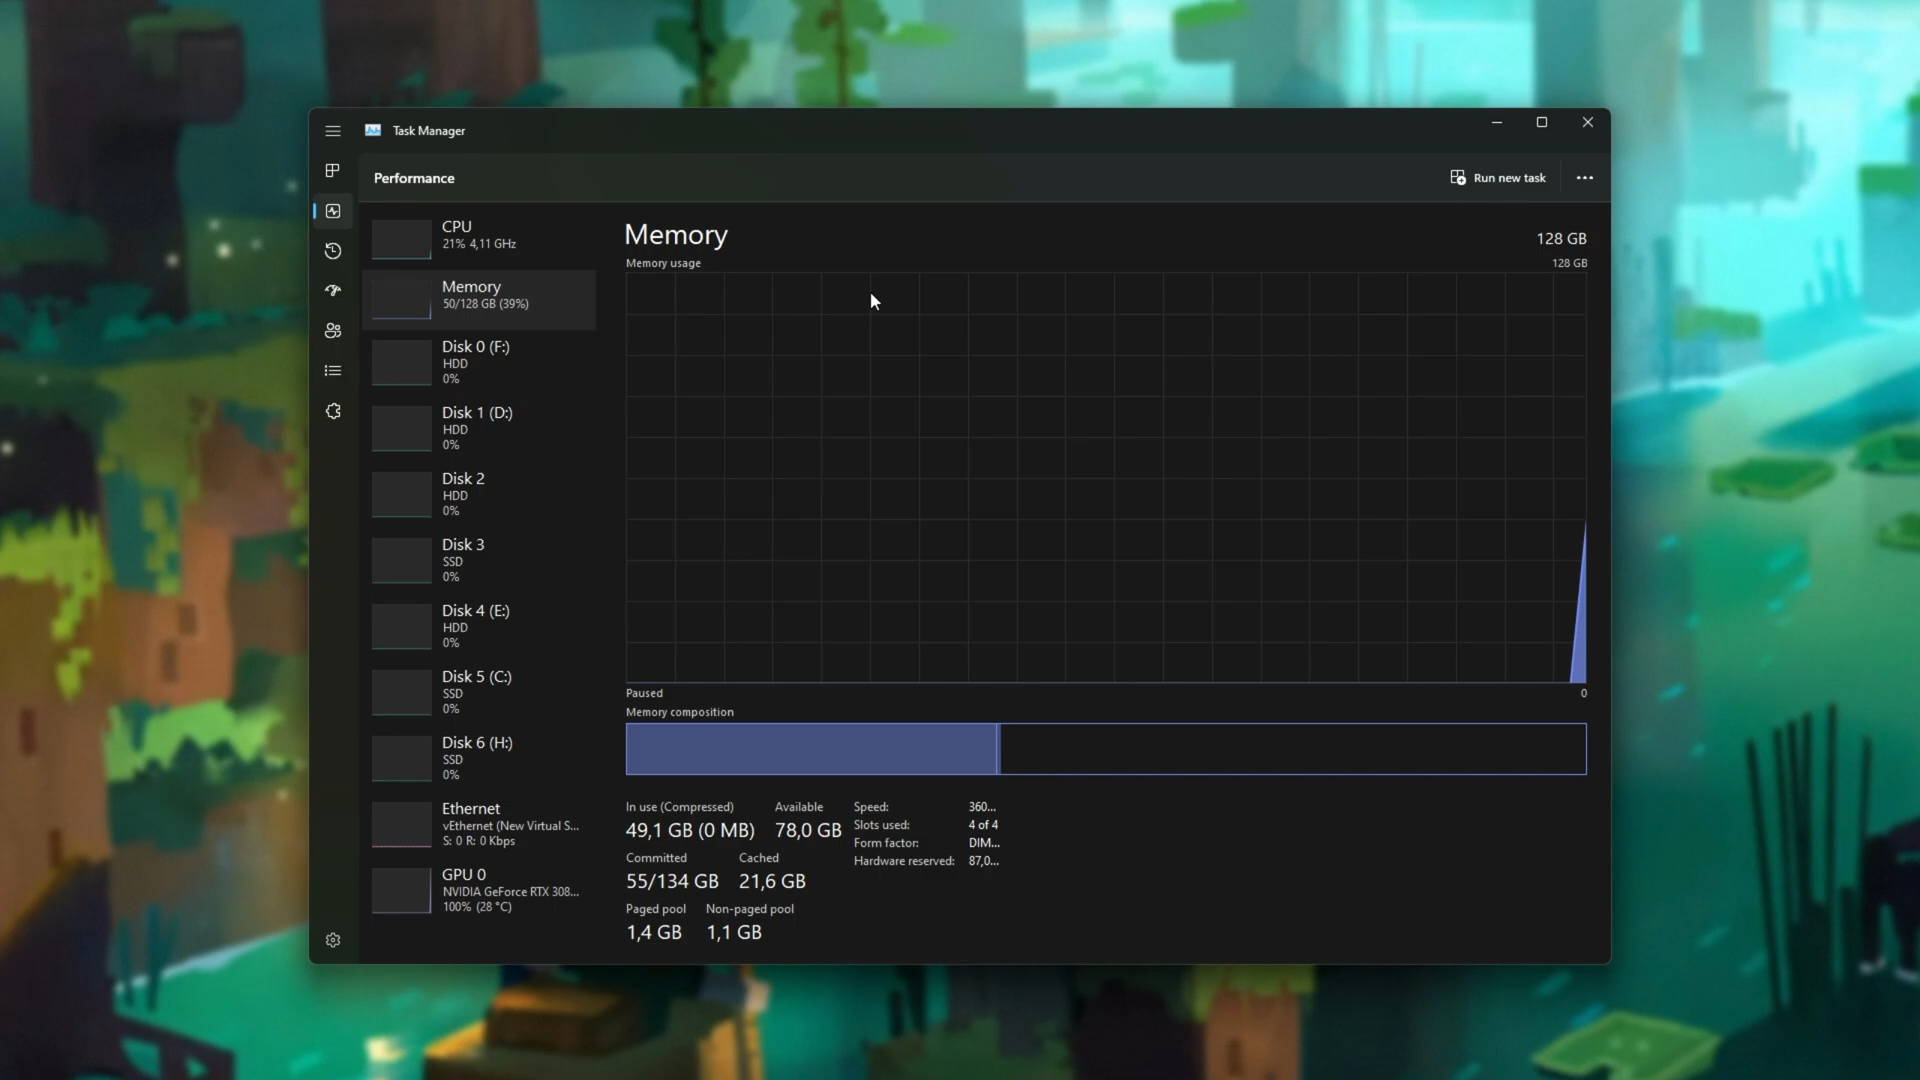 Task Manager
Performance
Run new task
CPU
21% 4,11 GHz
Memory
50/128 GB (39%)
Disk 0 (F:)
HDD
0%
Disk 1 (D:)
HDD
0%
Disk 2
HDD
0%
Disk 3
SSD
0%
Disk 4 (E:)
HDD
0%
Disk 5 (C:)
SSD
0%
Disk 6 (H:)
SSD
0%
Ethernet
vEthernet (New Virtual S...
S: 0 R: 0 Kbps
GPU 0
NVIDIA GeForce RTX 308...
100% (28 °C)
Memory 128 GB
Memory usage 128 GB
Paused 0
Memory composition
In use (Compressed) Available
49,1 GB (0 MB) 78,0 GB
Committed Cached
55/134 GB 21,6 GB
Paged pool Non-paged pool
1,4 GB 1,1 GB
Speed: 360...
Slots used: 4 of 4
Form factor: DIM...
Hardware reserved: 87,0...